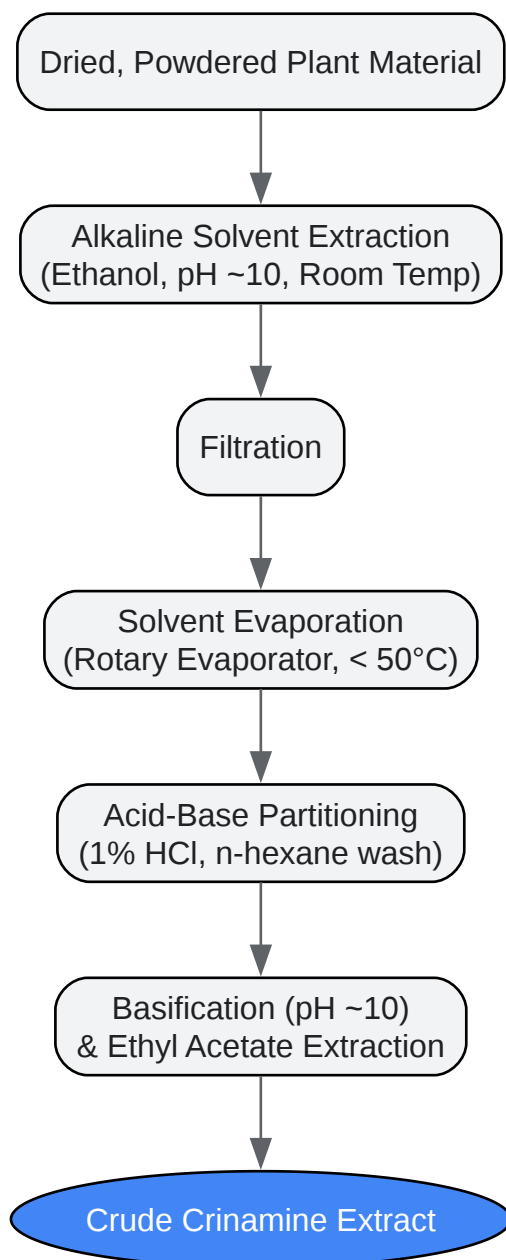 Dried, Powdered Plant Material
Alkaline Solvent Extraction
(Ethanol, pH ~10, Room Temp)
Filtration
Solvent Evaporation
(Rotary Evaporator, < 50°C)
Acid-Base Partitioning
(1% HCl, n-hexane wash)
Basification (pH ~10)
& Ethyl Acetate Extraction
Crude Crinamine Extract